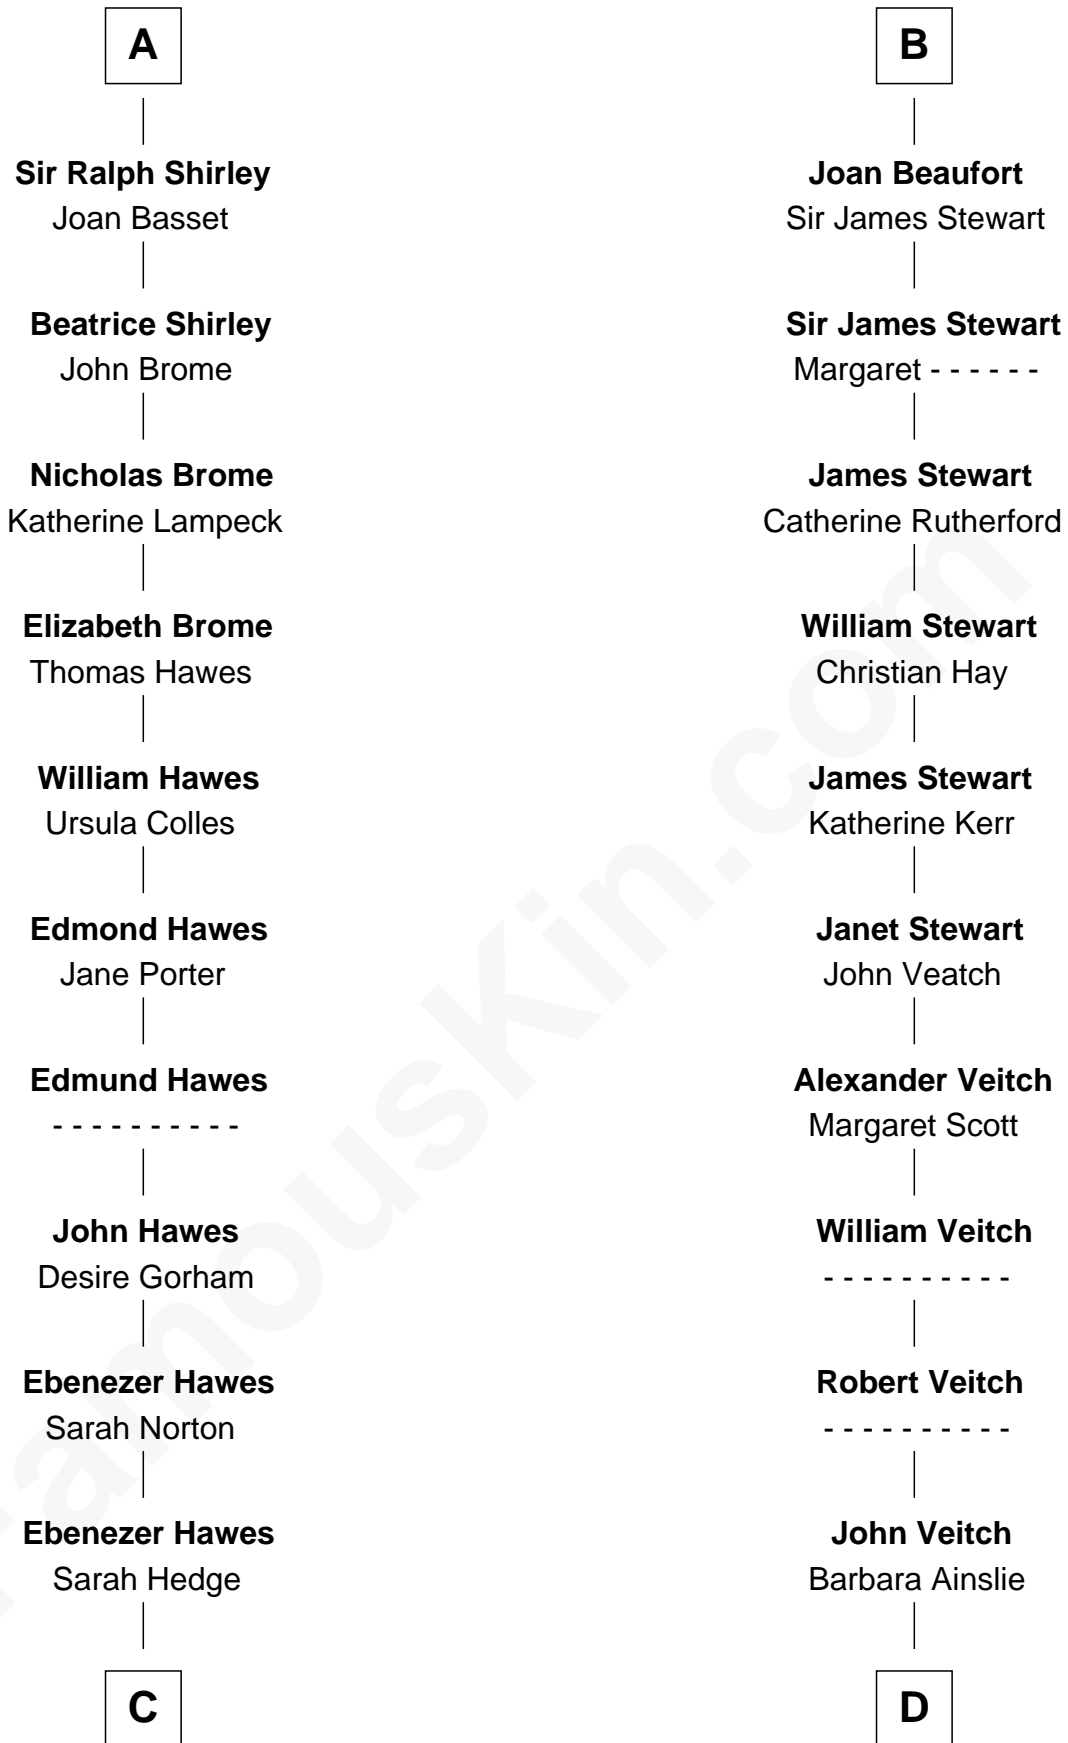 A
Sir Ralph Shirley
Joan Basset
Beatrice Shirley
John Brome
Nicholas Brome
Katherine Lampeck
Elizabeth Brome
Thomas Hawes
William Hawes
Ursula Colles
Edmond Hawes
Jane Porter
Edmund Hawes
- - - - - - - - - -
John Hawes
Desire Gorham
Ebenezer Hawes
Sarah Norton
Ebenezer Hawes
Sarah Hedge
C
B
Joan Beaufort
Sir James Stewart
Sir James Stewart
Margaret - - - - - -
James Stewart
Catherine Rutherford
William Stewart
Christian Hay
James Stewart
Katherine Kerr
Janet Stewart
John Veatch
Alexander Veitch
Margaret Scott
William Veitch
- - - - - - - - - -
Robert Veitch
- - - - - - - - - -
John Veitch
Barbara Ainslie
D
FamousKin.com